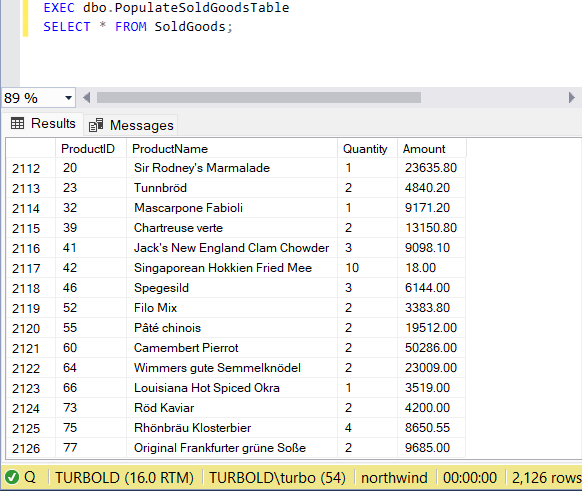 EXEC dbo.PopulateSoldGoodsTable
SELECT * FROM SoldGoods;
89 %
Results Messages
ProductID ProductName Quantity Amount
2112 20 Sir Rodney's Marmalade 1 23635.80
2113 23 Tunnbröd 2 4840.20
2114 32 Mascarpone Fabioli 1 9171.20
2115 39 Chartreuse verte 2 13150.80
2116 41 Jack's New England Clam Chowder 3 9098.10
2117 42 Singaporean Hokkien Fried Mee 10 18.00
2118 46 Spegesild 3 6144.00
2119 52 Filo Mix 2 3383.80
2120 55 Pâté chinois 2 19512.00
2121 60 Camembert Pierrot 2 50286.00
2122 64 Wimmers gute Semmelknödel 2 23009.00
2123 66 Louisiana Hot Spiced Okra 1 3519.00
2124 73 Röd Kaviar 2 4200.00
2125 75 Rhönbräu Klosterbier 4 8650.55
2126 77 Original Frankfurter grüne Soße 2 9685.00
Q TURBOLD (16.0 RTM) TURBOLD\turbo (54) northwind 00:00:00 2,126 rows